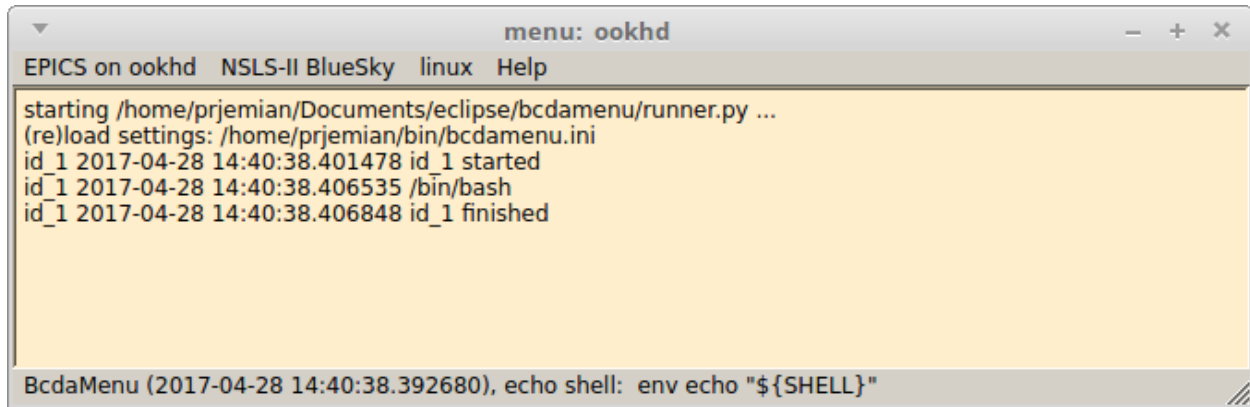 menu: ookhd
EPICS on ookhd NSLS-II BlueSky linux Help
starting /home/prjemian/Documents/eclipse/bcdamenu/runner.py ...
(re)load settings: /home/prjemian/bin/bcdamenu.ini
id_1 2017-04-28 14:40:38.401478 id_1 started
id_1 2017-04-28 14:40:38.406535 /bin/bash
id_1 2017-04-28 14:40:38.406848 id_1 finished
BcdaMenu (2017-04-28 14:40:38.392680), echo shell:  env echo "${SHELL}"